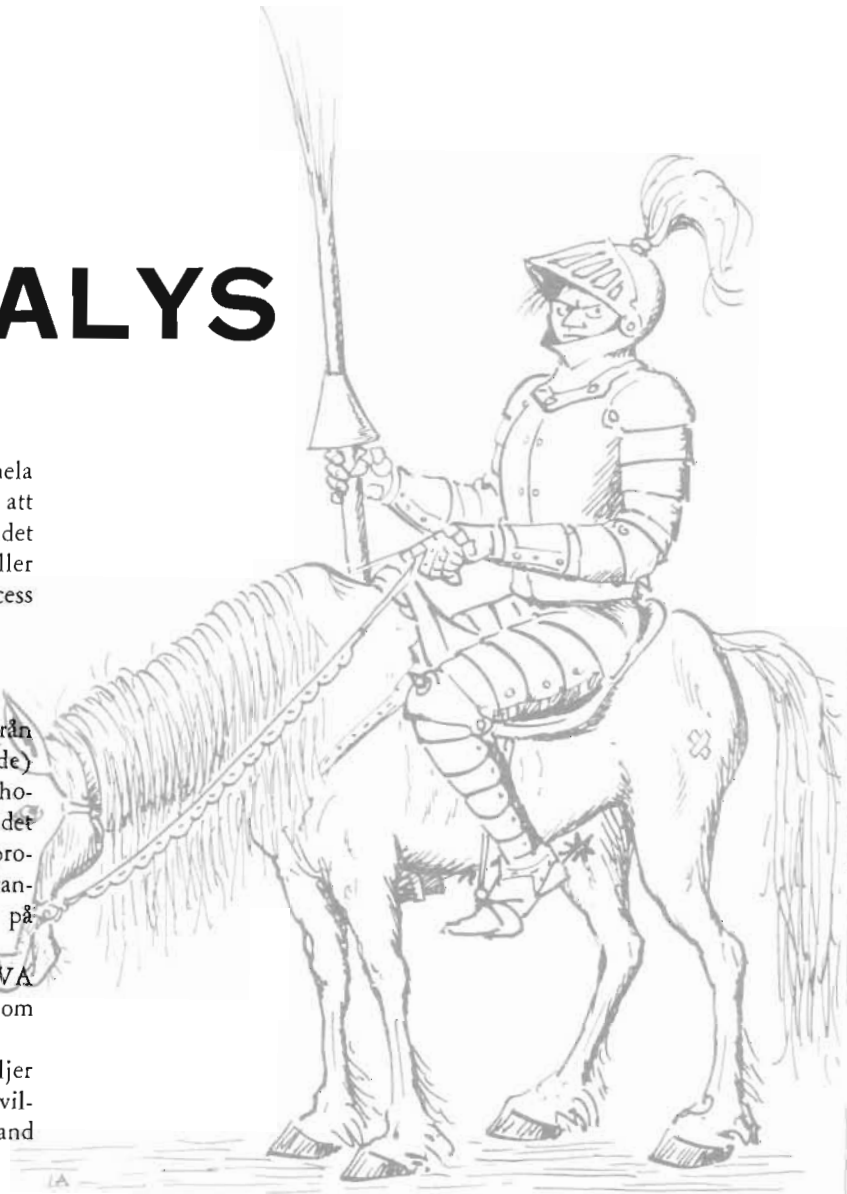 ALYS
nela
att
det
ller
cess
rån
de)
ho-
det
pro-
an-
på
VA
om
ljer
vil-
and